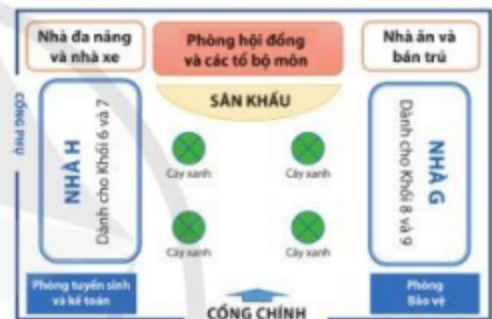 Nhà đa năng
và nhà xe
Phòng hội đồng
và các tổ bộ môn
Nhà ăn và
bán trú
SÂN KHẤU
CỔNG PHỤ
NHÀ H
Dành cho Khối 6 và 7
Cây xanh
Cây xanh
Cây xanh
Cây xanh
NHÀ G
Dành cho Khối 8 và 9
Phòng tuyển sinh
và kế toán
CỔNG CHÍNH
Phòng
Bảo vệ